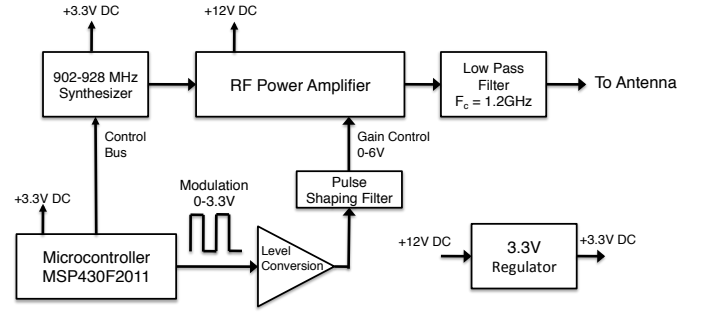 +3.3V DC
+12V DC
902-928 MHz
Synthesizer
RF Power Amplifier
Low Pass
Filter
Fc = 1.2GHz
To Antenna
Control
Bus
Gain Control
0-6V
Pulse
Shaping Filter
Modulation
0-3.3V
+3.3V DC
Microcontroller
MSP430F2011
Level
Conversion
+12V DC
3.3V
Regulator
+3.3V DC